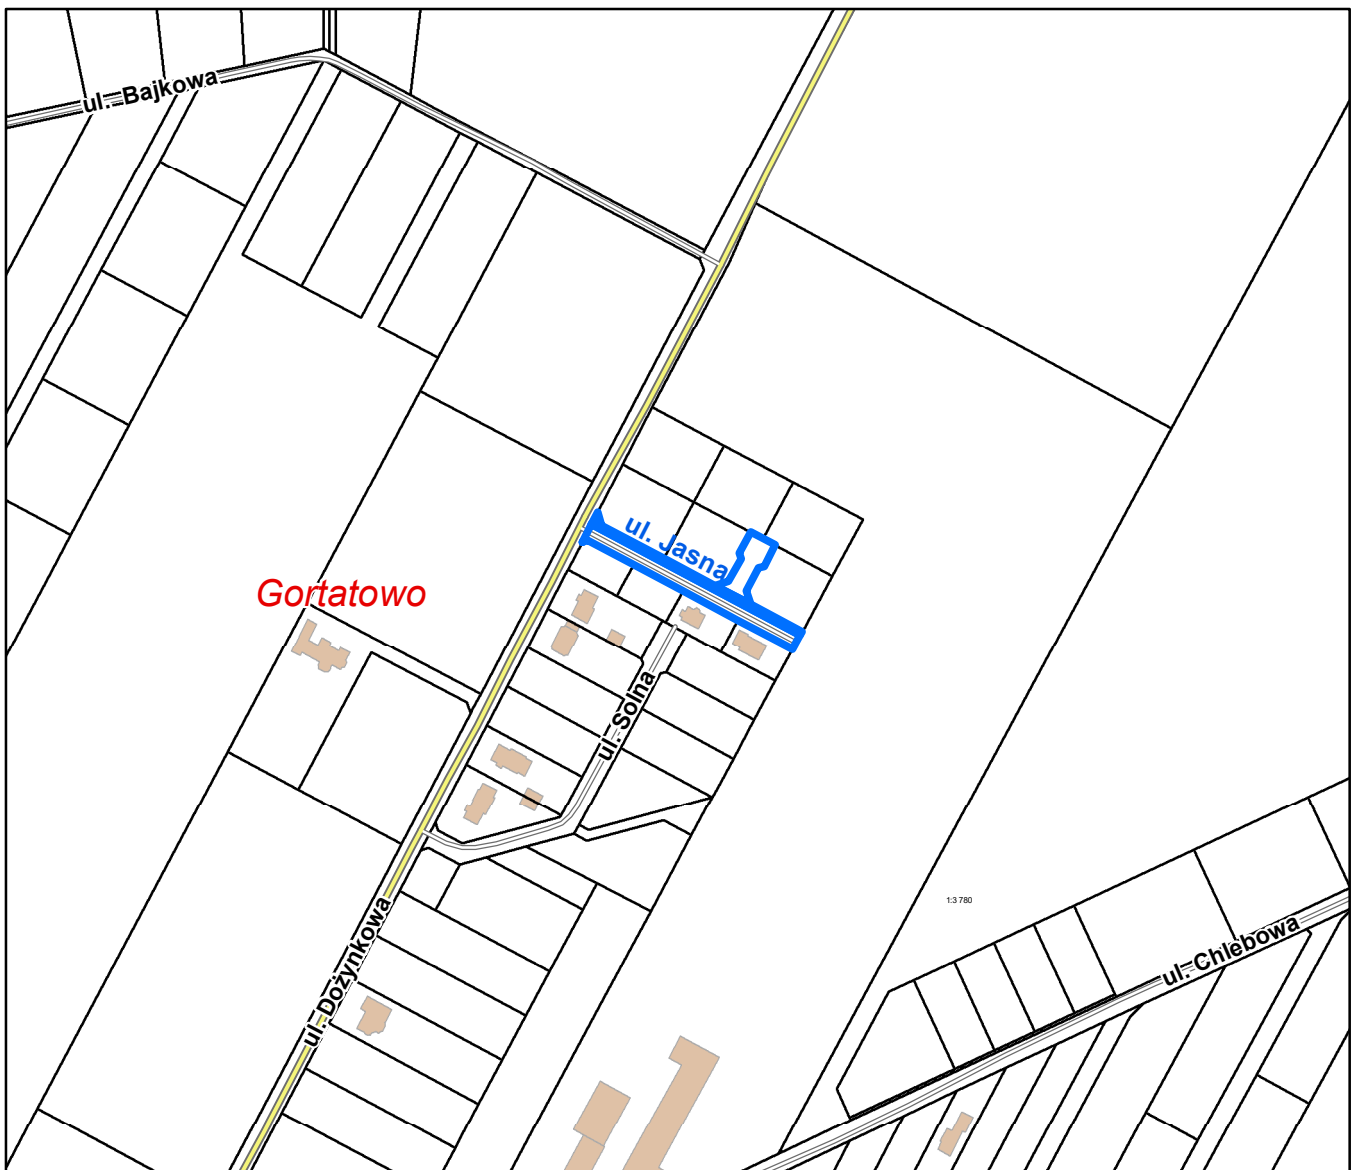 ul. Bajkowa
ul. Jasna
Gortatowo
ul. Solna
1:3 780
ul. Dożynkowa
ul. Chlebowa